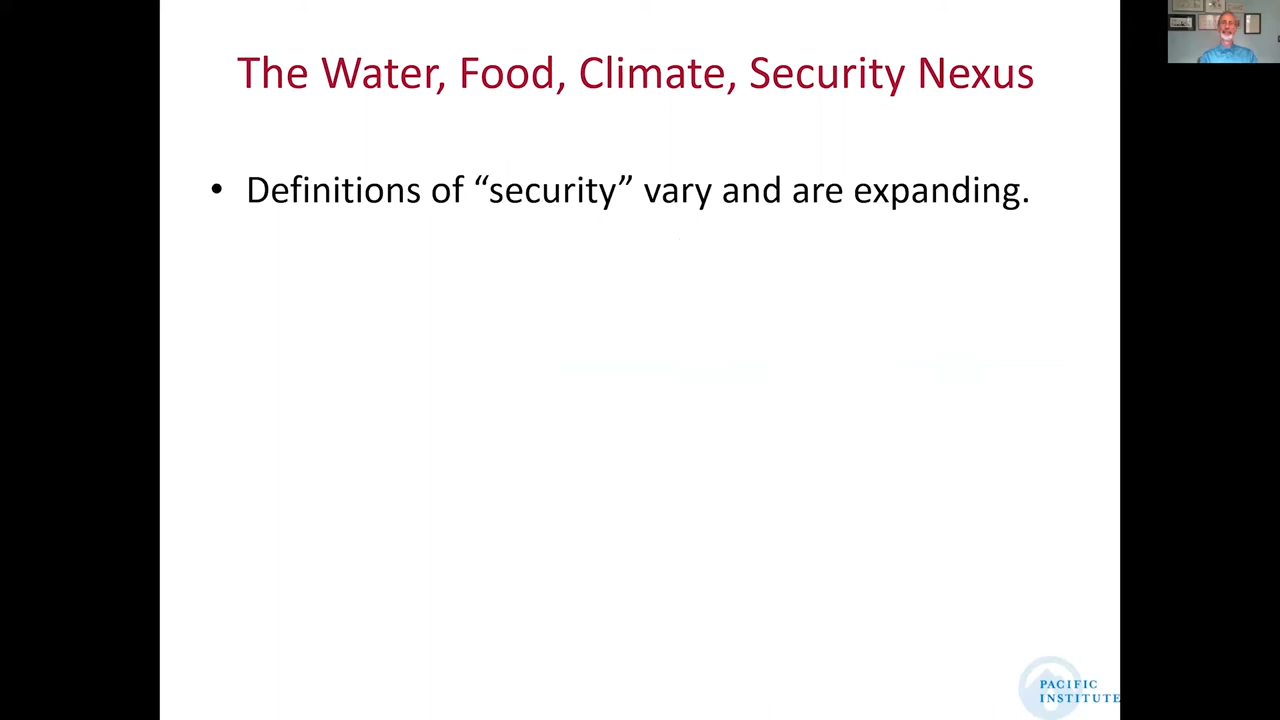 The Water, Food, Climate, Security Nexus
• Definitions of “security” vary and are expanding.
PACIFIC
INSTITUTE